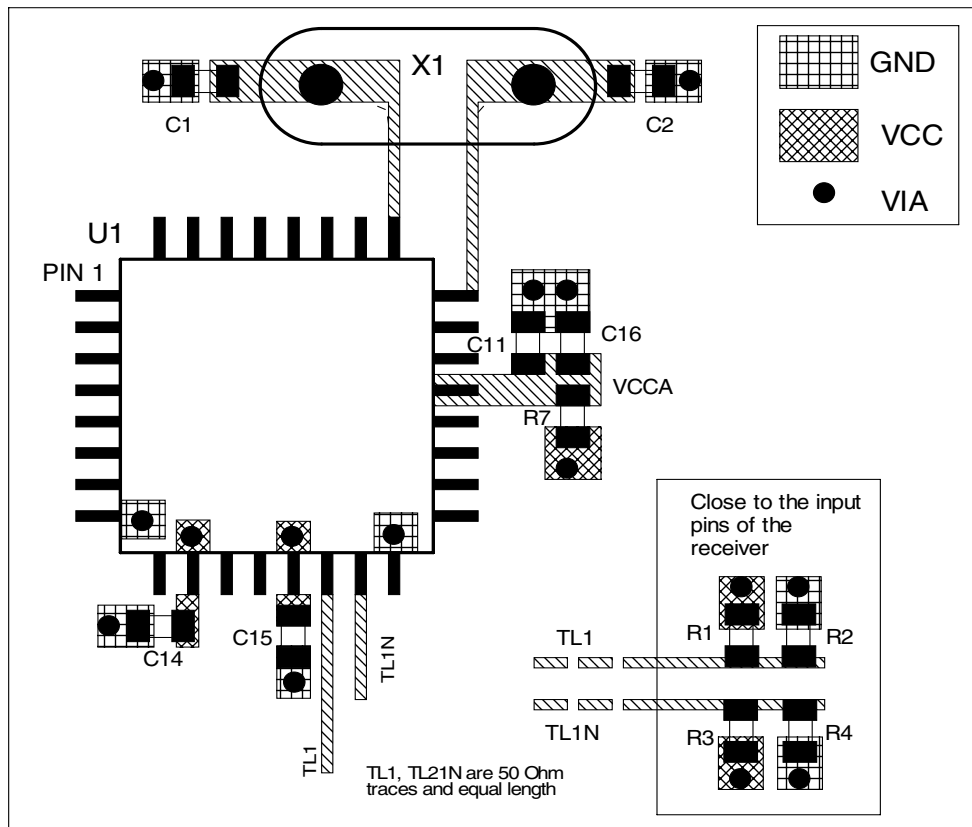 X1
GND
C1
C2
VCC
VIA
U1
PIN 1
C11
C16
VCCA
R7
Close to the input
pins of the
receiver
C14
C15
TL1N
TL1
R1
R2
TL1
TL1N
R3
R4
TL1, TL21N are 50 Ohm
traces and equal length